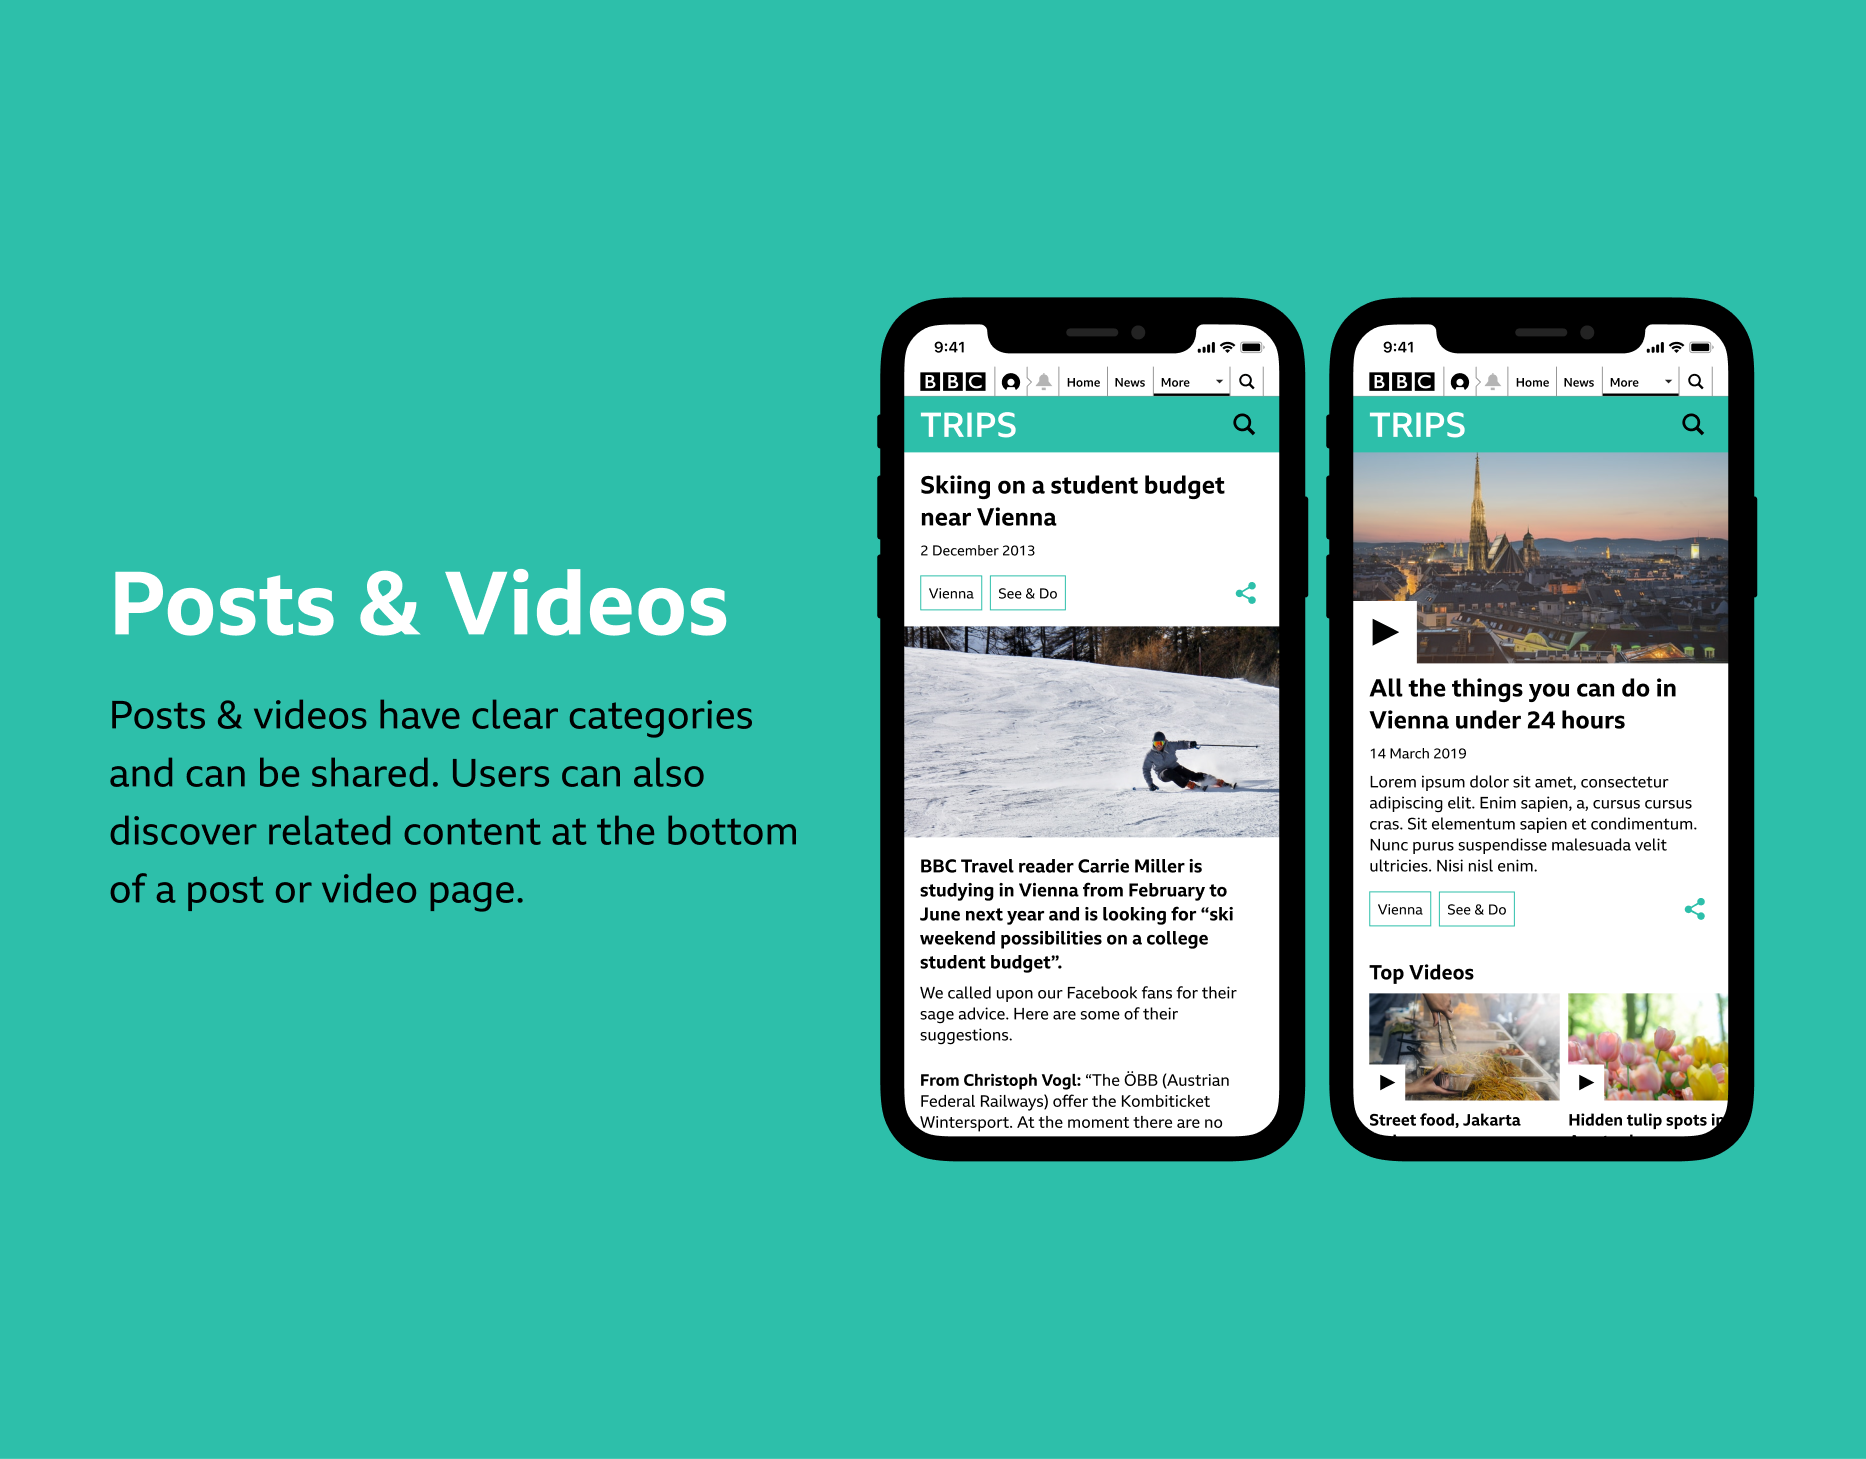 Posts & Videos
Posts & videos have clear categories
and can be shared. Users can also
discover related content at the bottom
of a post or video page.
9:41
BBC Home News More
TRIPS
Skiing on a student budget
near Vienna
2 December 2013
Vienna See & Do
BBC Travel reader Carrie Miller is
studying in Vienna from February to
June next year and is looking for “ski
weekend possibilities on a college
student budget”.
We called upon our Facebook fans for their
sage advice. Here are some of their
suggestions.
From Christoph Vogl: “The ÖBB (Austrian
Federal Railways) offer the Kombiticket
Wintersport. At the moment there are no
9:41
BBC Home News More
TRIPS
All the things you can do in
Vienna under 24 hours
14 March 2019
Lorem ipsum dolor sit amet, consectetur
adipiscing elit. Enim sapien, a, cursus cursus
cras. Sit elementum sapien et condimentum.
Nunc purus suspendisse malesuada velit
ultricies. Nisi nisl enim.
Vienna See & Do
Top Videos
Street food, Jakarta
Hidden tulip spots in